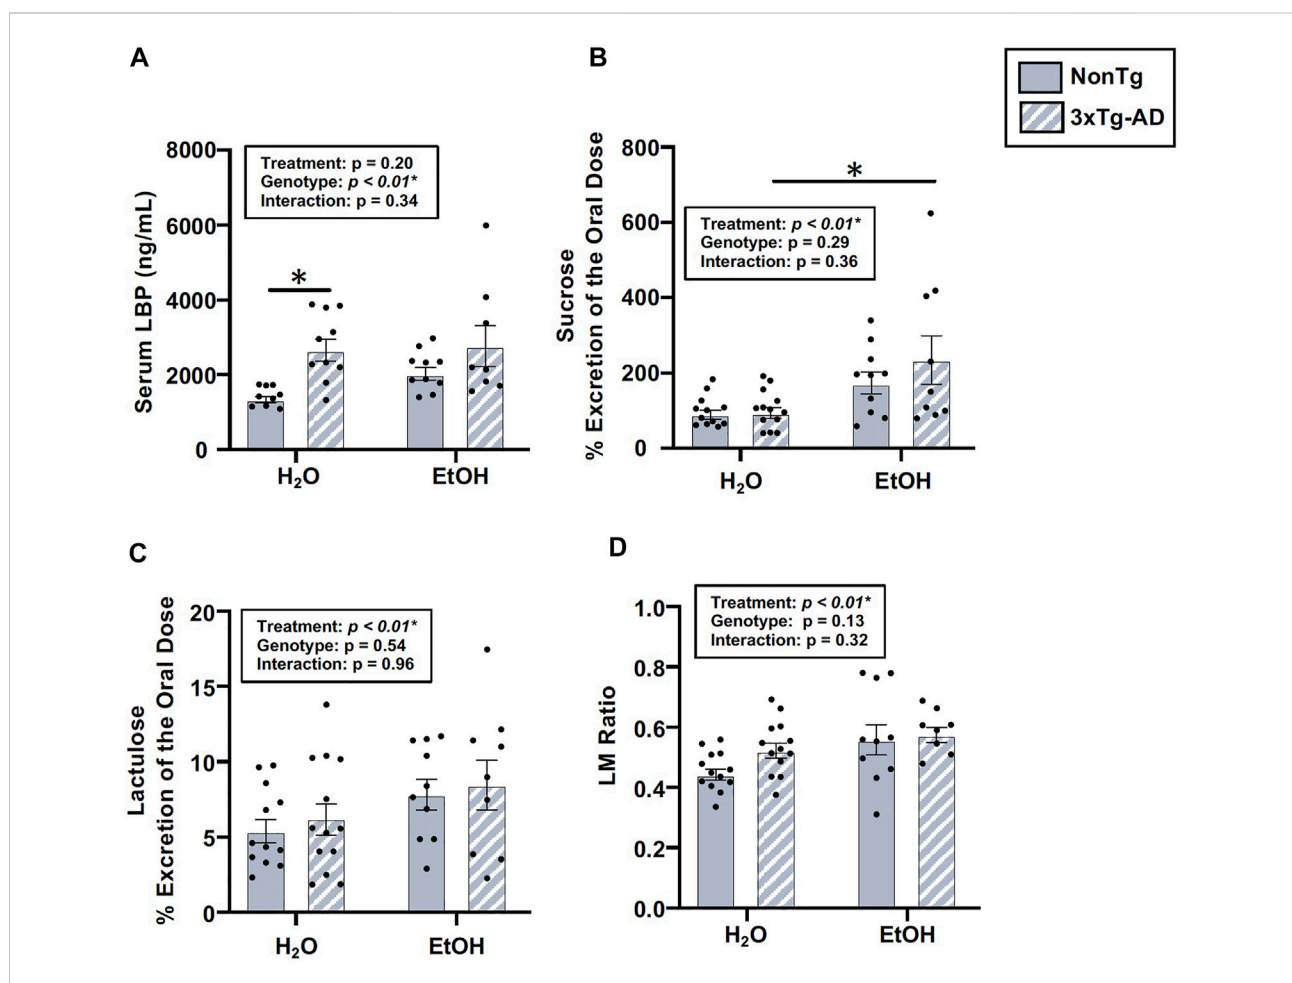 A
B
NonTg
3xTg-AD
8000
6000
4000
2000
0
Serum LBP (ng/mL)
Treatment: p = 0.20
Genotype: p < 0.01*
Interaction: p = 0.34
*
H₂O
EtOH
800
600
400
200
0
Sucrose
% Excretion of the Oral Dose
*
Treatment: p < 0.01*
Genotype: p = 0.29
Interaction: p = 0.36
H₂O
EtOH
C
D
20
15
10
5
0
Lactulose
% Excretion of the Oral Dose
Treatment: p < 0.01*
Genotype: p = 0.54
Interaction: p = 0.96
H₂O
EtOH
1.0
0.8
0.6
0.4
0.2
0.0
LM Ratio
Treatment: p < 0.01*
Genotype: p = 0.13
Interaction: p = 0.32
H₂O
EtOH